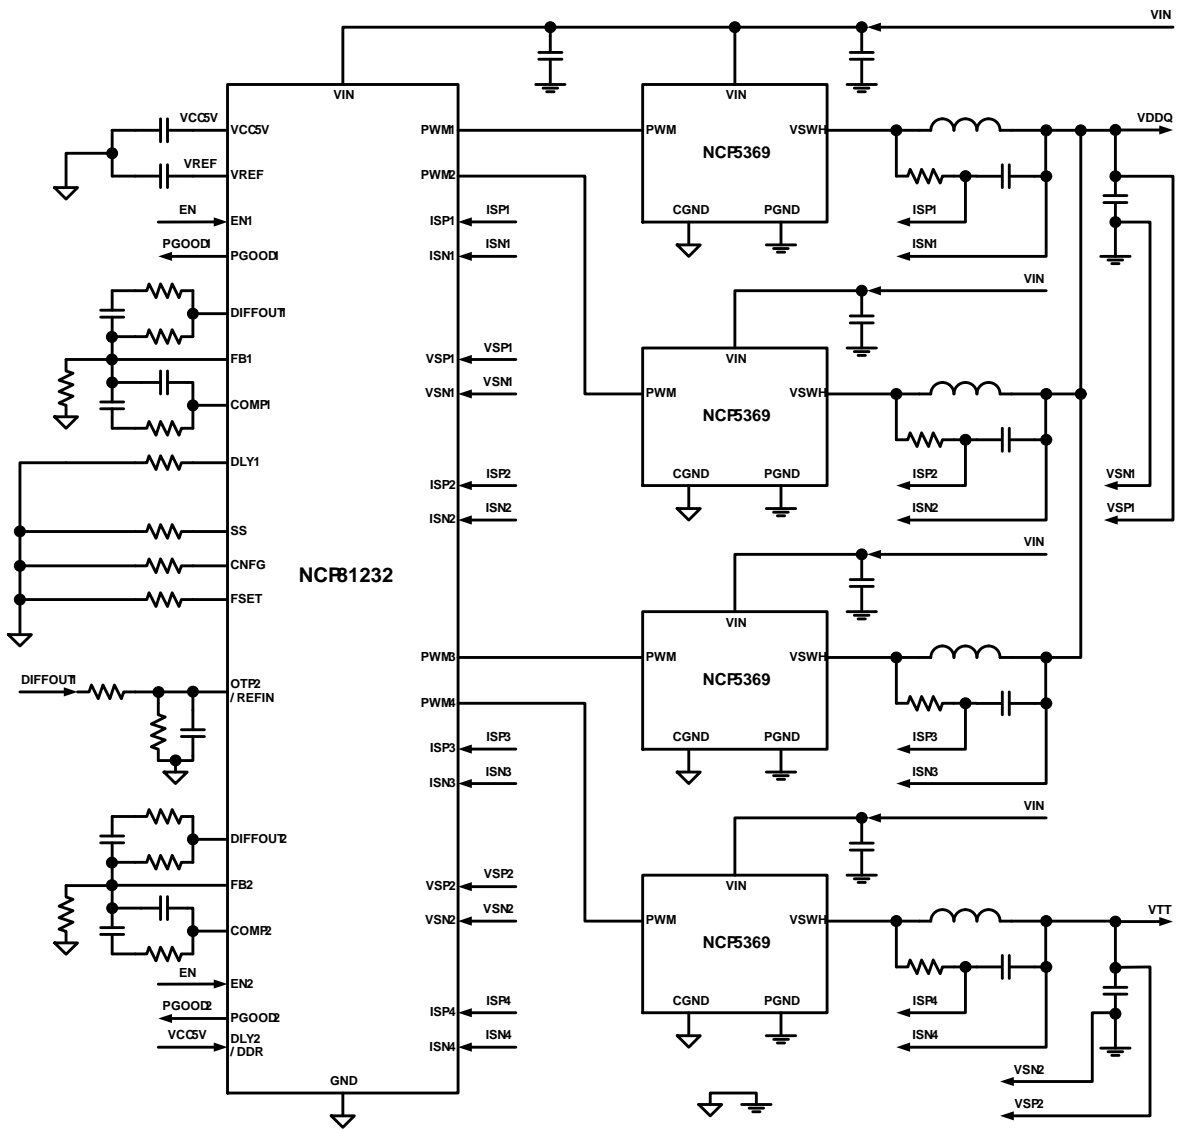 VIN
VIN
VCC5V
VCC5V
VREF
VREF
EN
EN1
PGOOD1
PGOOD1
DIFFOUT1
FB1
COMP1
DLY1
SS
CNFG
FSET
DIFFOUT1
OTP2
/ REFIN
DIFFOUT2
FB2
COMP2
EN
EN2
PGOOD2
PGOOD2
VCC5V
DLY2
/ DDR
GND
NCP81232
PWM1
PWM2
ISP1
ISP1
ISN1
ISN1
VSP1
VSP1
VSN1
VSN1
ISP2
ISP2
ISN2
ISN2
PWM3
PWM4
ISP3
ISP3
ISN3
ISN3
VSP2
VSP2
VSN2
VSN2
ISP4
ISP4
ISN4
ISN4
VIN
PWM
VSWH
NCP5369
CGND
PGND
VDDQ
ISP1
ISN1
VIN
VIN
PWM
VSWH
NCP5369
CGND
PGND
ISP2
ISN2
VSN1
VSP1
VIN
VIN
PWM
VSWH
NCP5369
CGND
PGND
ISP3
ISN3
VIN
VIN
PWM
VSWH
NCP5369
CGND
PGND
VTT
ISP4
ISN4
VSN2
VSP2